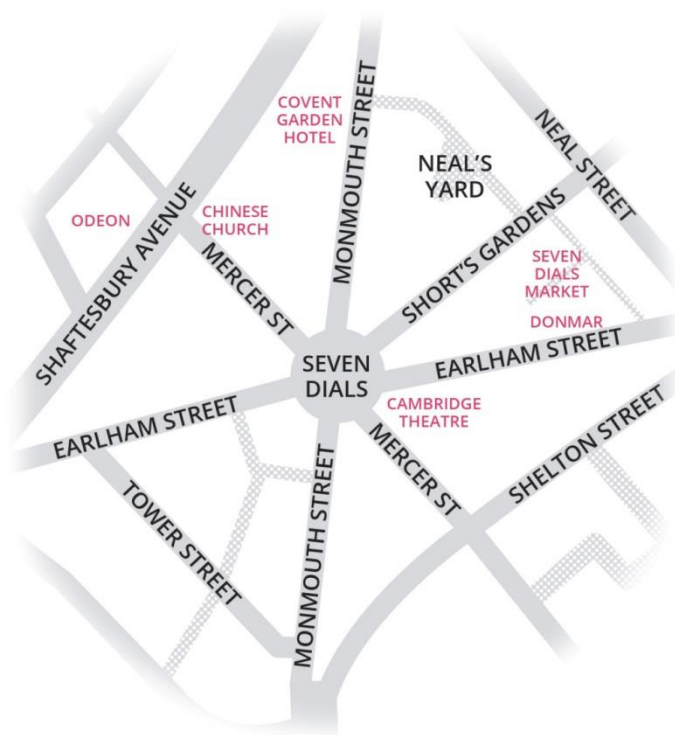 COVENT
GARDEN
HOTEL
MONMOUTH STREET
NEAL STREET
NEAL'S
YARD
ODEON
SHAFTESBURY AVENUE
CHINESE
CHURCH
MERCER ST
SHORT'S GARDENS
SEVEN
DIALS
MARKET
DONMAR
SEVEN
DIALS
EARLHAM STREET
EARLHAM STREET
CAMBRIDGE
THEATRE
MERCER ST
SHELTON STREET
TOWER STREET
MONMOUTH STREET